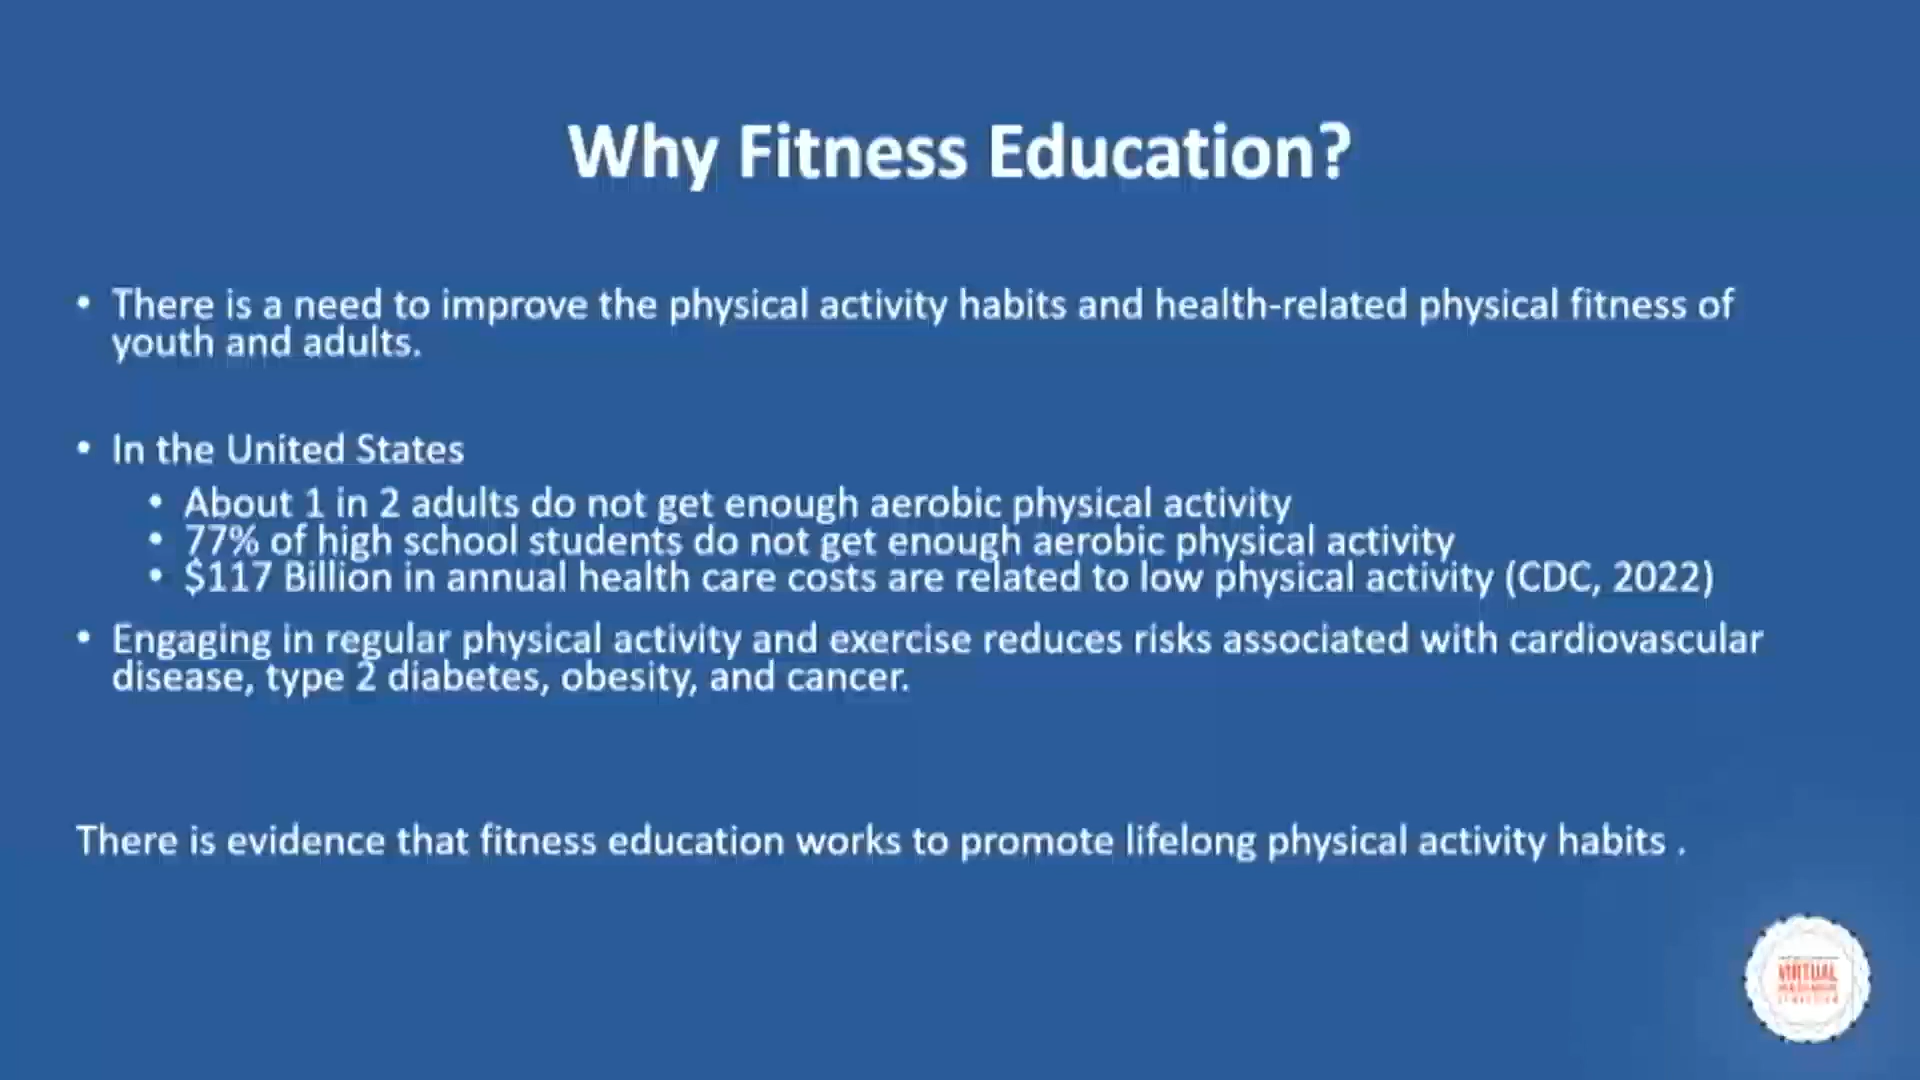 Why Fitness Education?
• There is a need to improve the physical activity habits and health-related physical fitness of
youth and adults.
• In the United States
• About 1 in 2 adults do not get enough aerobic physical activity
• 77% of high school students do not get enough aerobic physical activity
• $117 Billion in annual health care costs are related to low physical activity (CDC, 2022)
• Engaging in regular physical activity and exercise reduces risks associated with cardiovascular
disease, type 2 diabetes, obesity, and cancer.
There is evidence that fitness education works to promote lifelong physical activity habits .
VIRTUAL